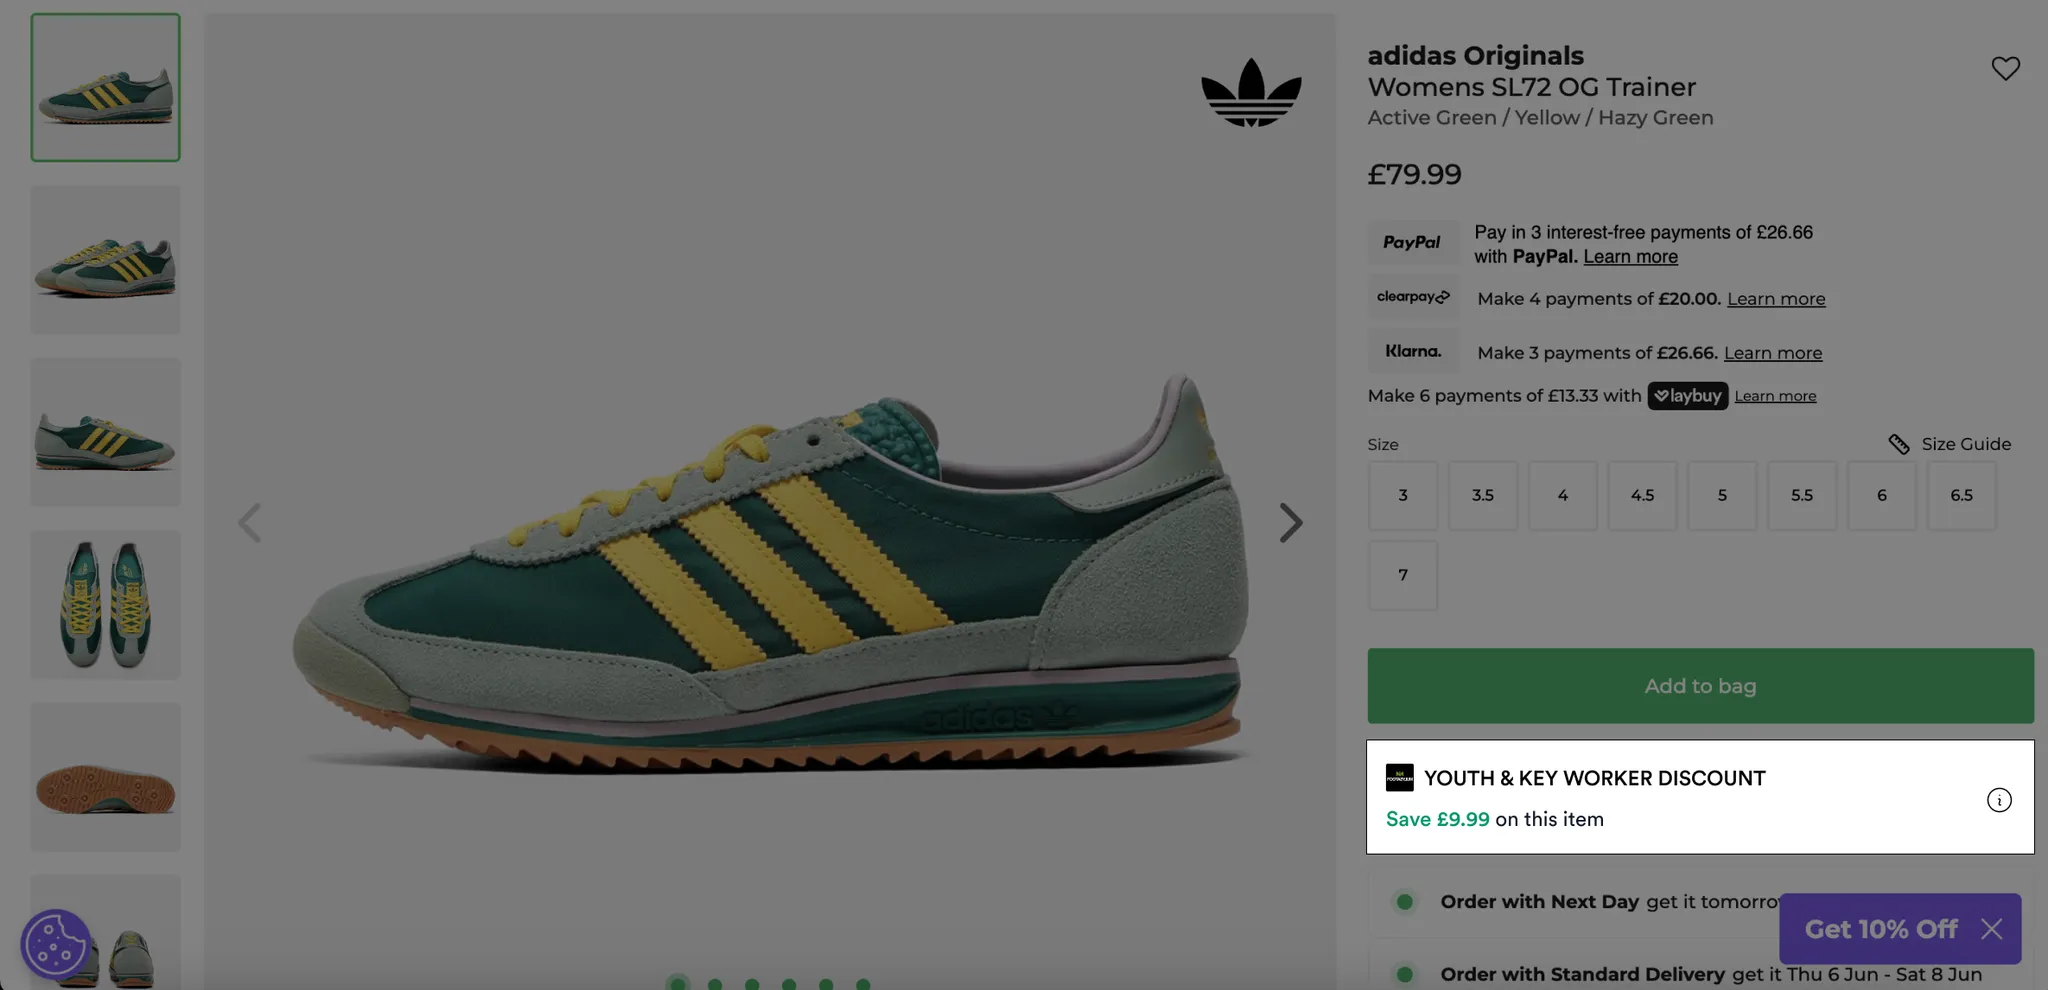 adidas Originals
Womens SL72 OG Trainer
Active Green / Yellow / Hazy Green
£79.99
PayPal
Pay in 3 interest-free payments of £26.66
with PayPal. Learn more
clearpay
Make 4 payments of £20.00. Learn more
Klarna.
Make 3 payments of £26.66. Learn more
Make 6 payments of £13.33 with laybuy Learn more
Size
Size Guide
3
3.5
4
4.5
5
5.5
6
6.5
7
Add to bag
YOUTH & KEY WORKER DISCOUNT
Save £9.99 on this item
Order with Next Day get it
Get 10% Off
Order with Standard Delivery get it Thu 6 Jun - Sat 8 Jun
adidas